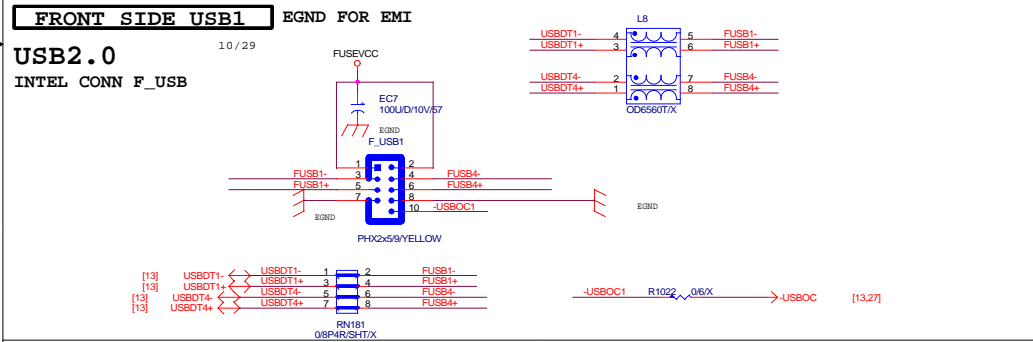 FRONT SIDE USB1 EGND FOR EMI
USB2.0 10/29
INTEL CONN F_USB
FUSEVCC
EC7
100U/D/10V/57
EGND
F_USB1
1 2
FUSB1- 3 4 FUSB4-
FUSB1+ 5 6 FUSB4+
7 8
10 -USBOC1
EGND
EGND
PHX2x5/9/YELLOW
L8
USBDT1- 4 5 FUSB1-
USBDT1+ 3 6 FUSB1+
USBDT4- 2 7 FUSB4-
USBDT4+ 1 8 FUSB4+
OD6560T/X
[13] USBDT1- USBDT1- 1 2 FUSB1-
[13] USBDT1+ USBDT1+ 3 4 FUSB1+
[13] USBDT4- USBDT4- 5 6 FUSB4-
[13] USBDT4+ USBDT4+ 7 8 FUSB4+
RN181
0/8P4R/SHT/X
-USBOC1 R1022 0/6/X -USBOC [13,27]